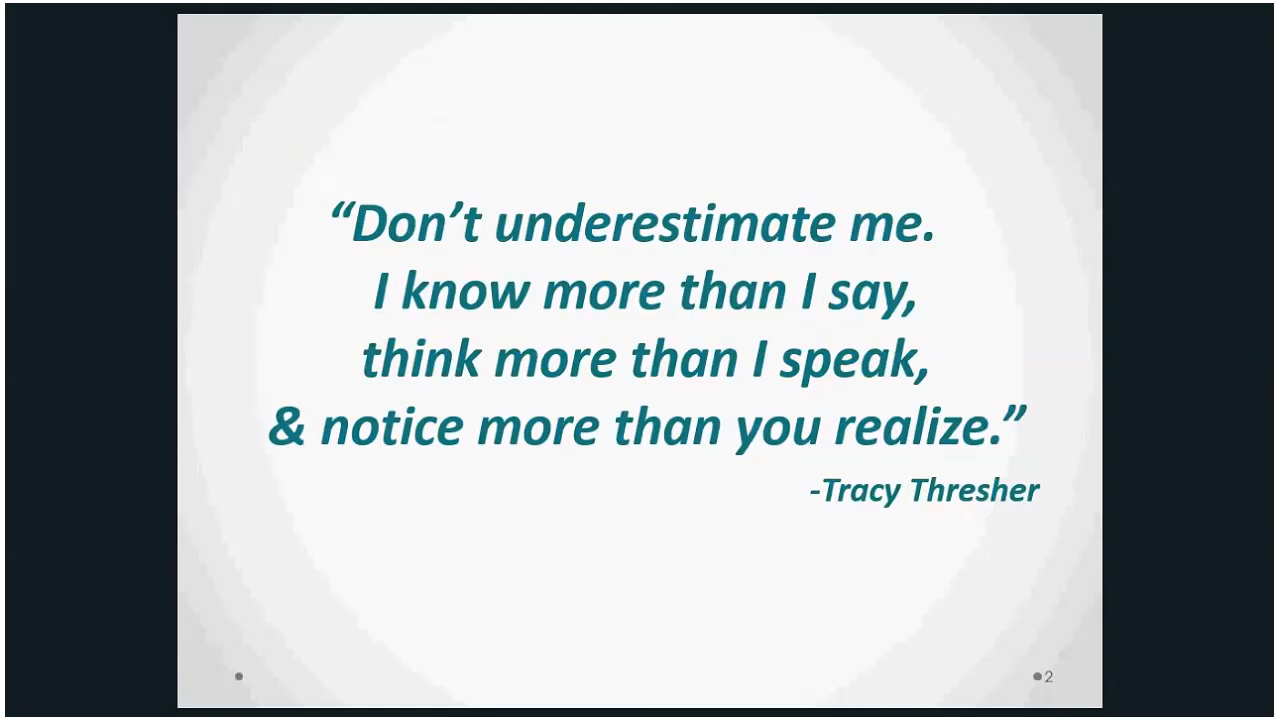 “Don’t underestimate me.
I know more than I say,
think more than I speak,
& notice more than you realize.”
-Tracy Thresher
2